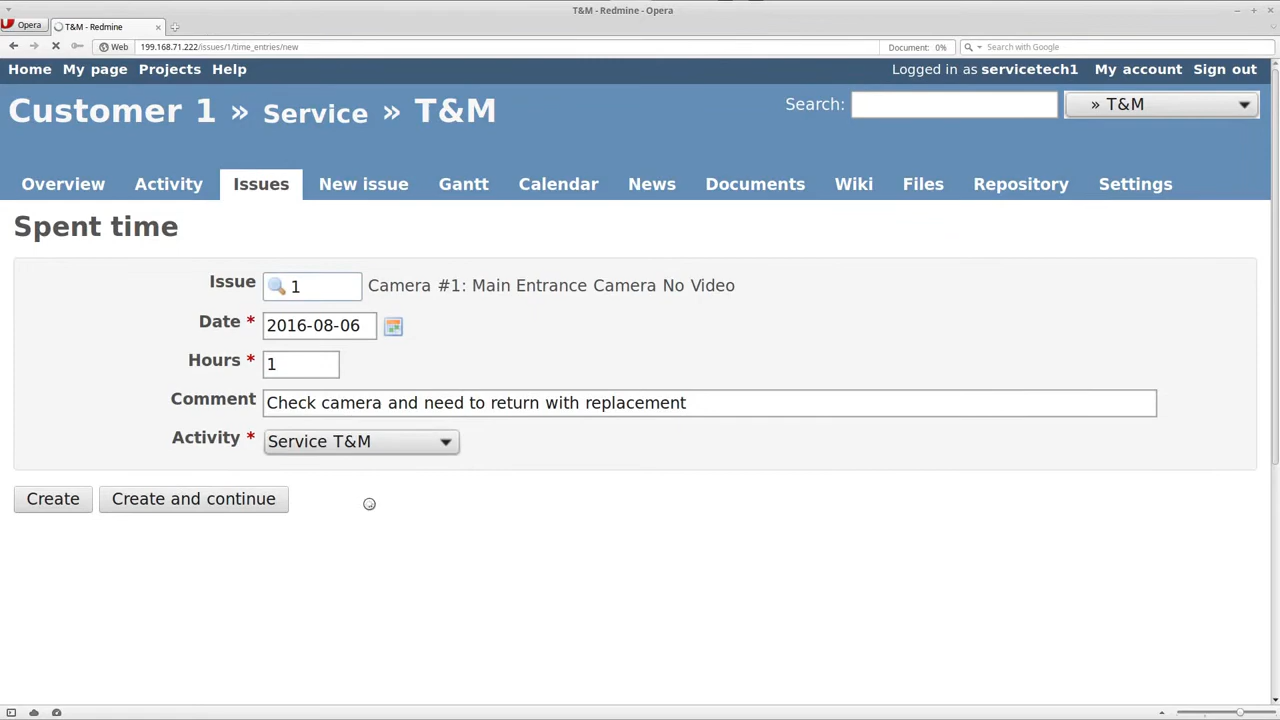 T&M - Redmine - Opera
Opera
T&M - Redmine
Web
199.168.71.222/issues/1/time_entries/new
Document: 0%
Search with Google
Home My page Projects Help
Logged in as servicetech1 My account Sign out
Customer 1 » Service » T&M
Search:
» T&M
Overview Activity Issues New issue Gantt Calendar News Documents Wiki Files Repository Settings
Spent time
Issue 1 Camera #1: Main Entrance Camera No Video
Date * 2016-08-06
Hours * 1
Comment Check camera and need to return with replacement
Activity * Service T&M
Create Create and continue